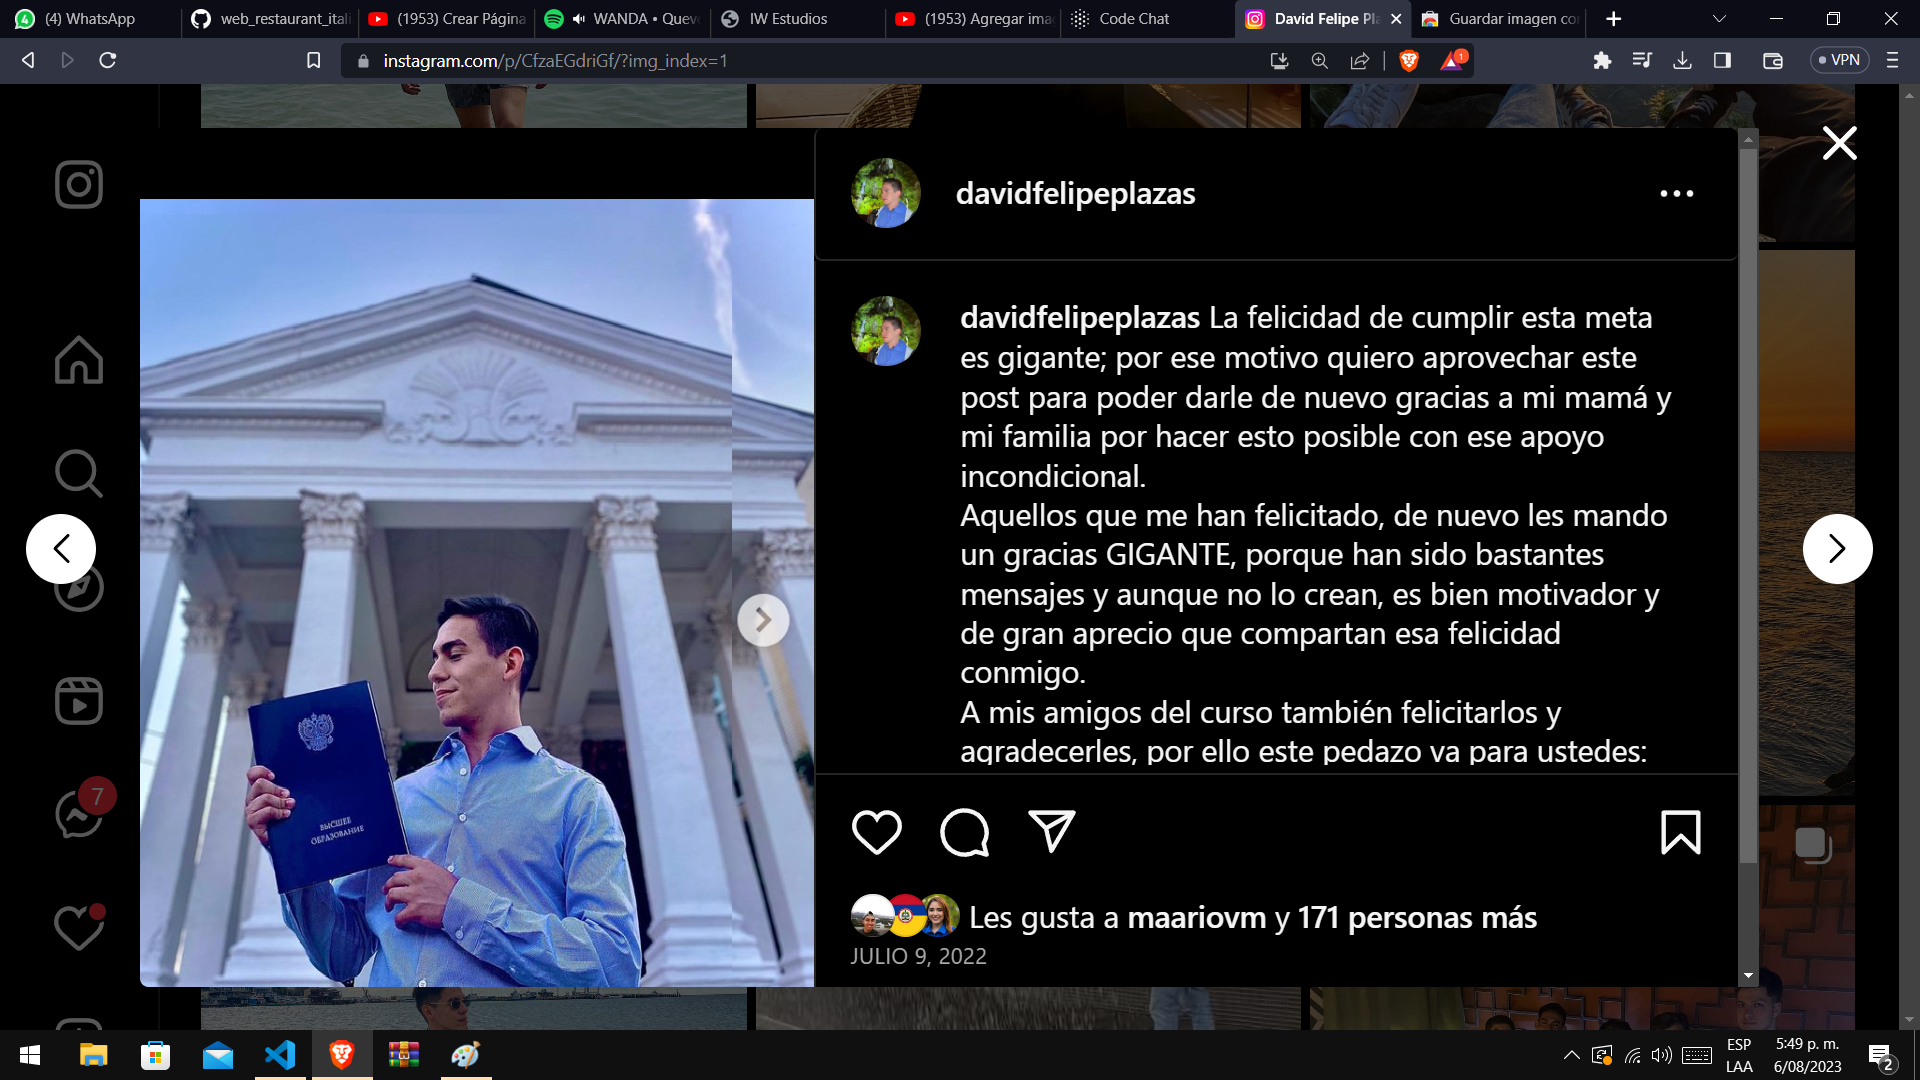 (4) WhatsApp
web_restaurant_itali
(1953) Crear Página
WANDA • Queve
IW Estudios
(1953) Agregar ima
Code Chat
David Felipe Pla
Guardar imagen co
instagram.com/p/CfzaEGdriGf/?img_index=1
1
VPN
davidfelipeplazas
davidfelipeplazas La felicidad de cumplir esta meta
es gigante; por ese motivo quiero aprovechar este
post para poder darle de nuevo gracias a mi mamá y
mi familia por hacer esto posible con ese apoyo
incondicional.
Aquellos que me han felicitado, de nuevo les mando
un gracias GIGANTE, porque han sido bastantes
mensajes y aunque no lo crean, es bien motivador y
de gran aprecio que compartan esa felicidad
conmigo.
A mis amigos del curso también felicitarlos y
agradecerles, por ello este pedazo va para ustedes:
7
ВЫСШЕЕ
ОБРАЗОВАНИЕ
Les gusta a maariovm y 171 personas más
JULIO 9, 2022
ESP
LAA
5:49 p. m.
6/08/2023
2